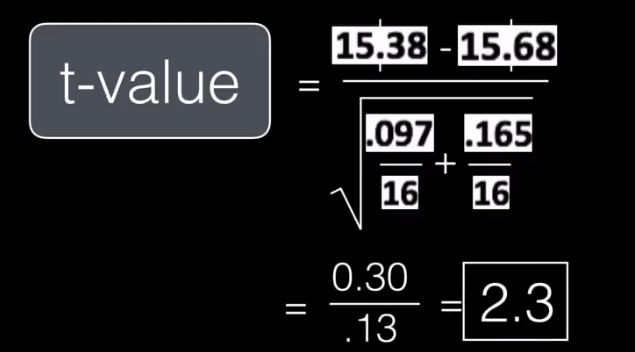 t-value = 15.38 - 15.68
.097 + .165
16 16
= 0.30 = 2.3
.13